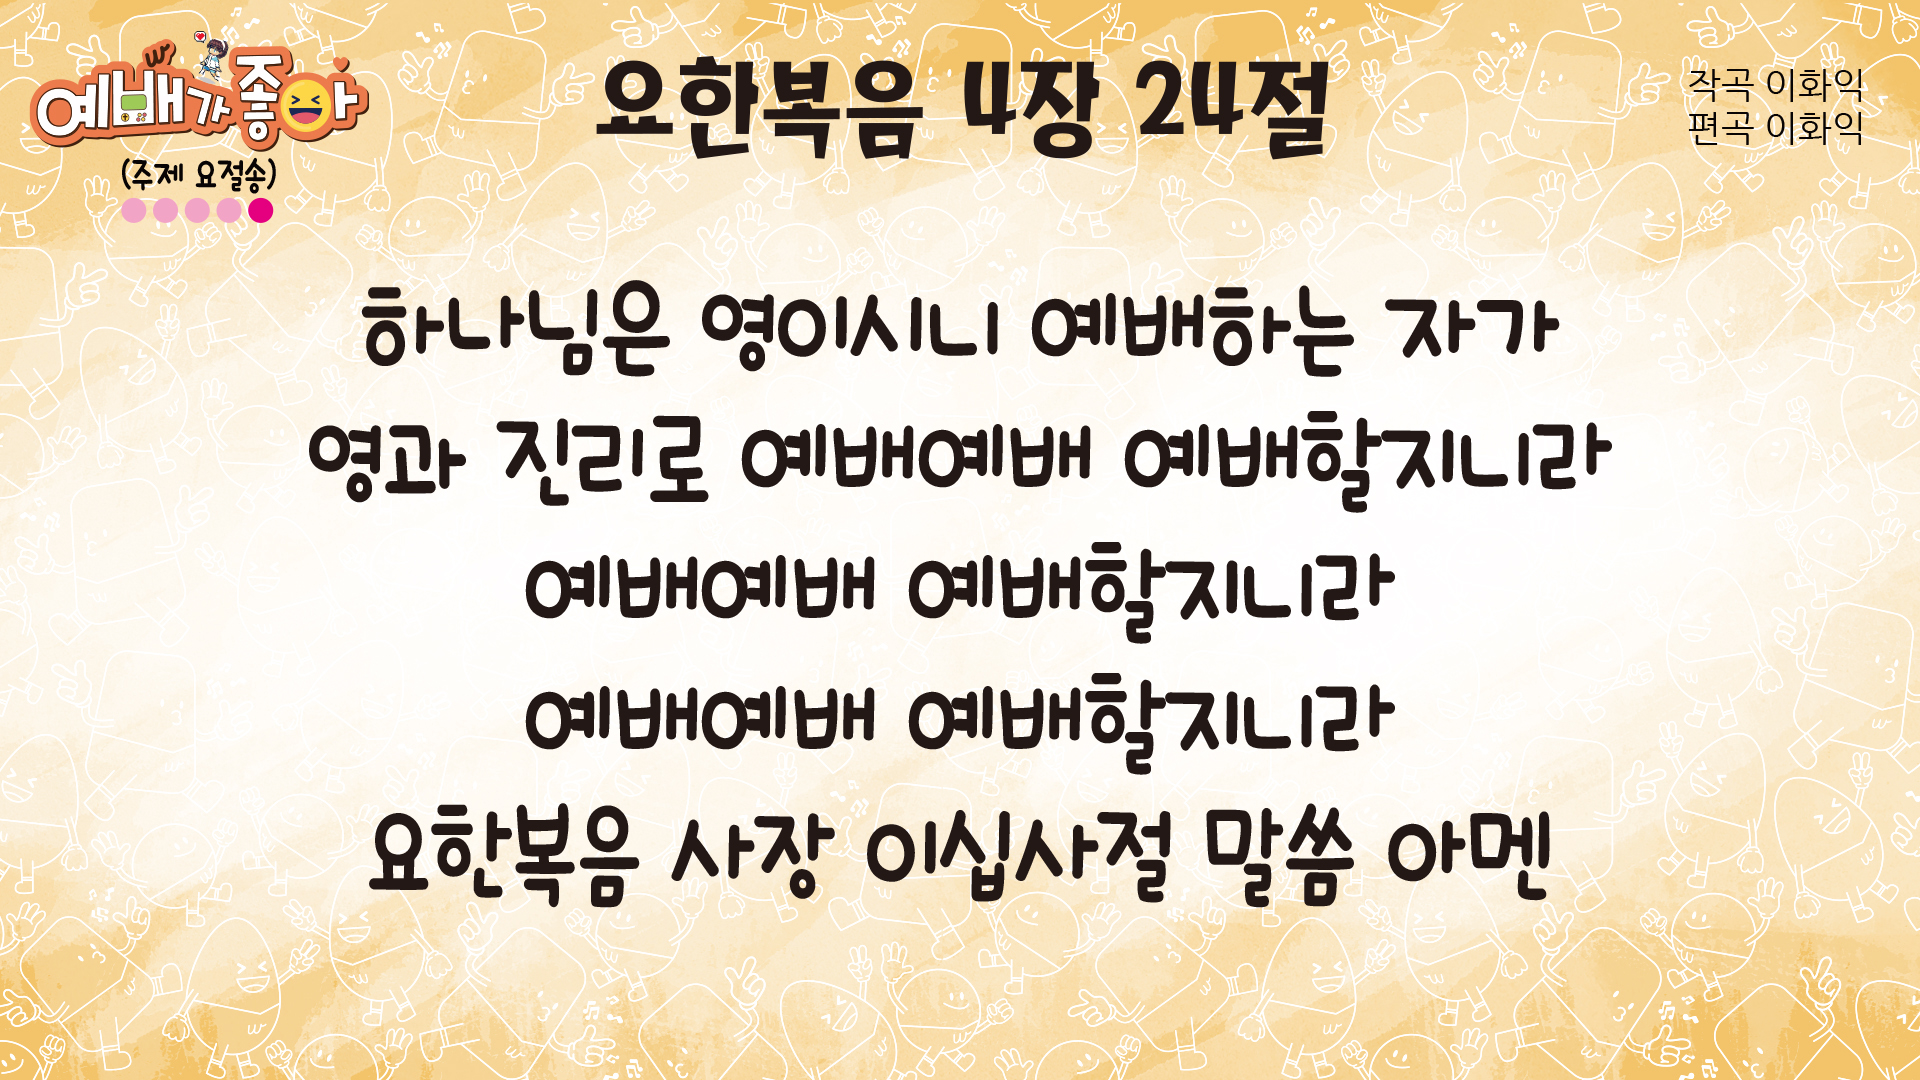 예배가 좋아
(주제 요절송)
요한복음 4장 24절
작곡 이화익
편곡 이화익
하나님은 영이시니 예배하는 자가
영과 진리로 예배예배 예배할지니라
예배예배 예배할지니라
예배예배 예배할지니라
요한복음 사장 이십사절 말씀 아멘